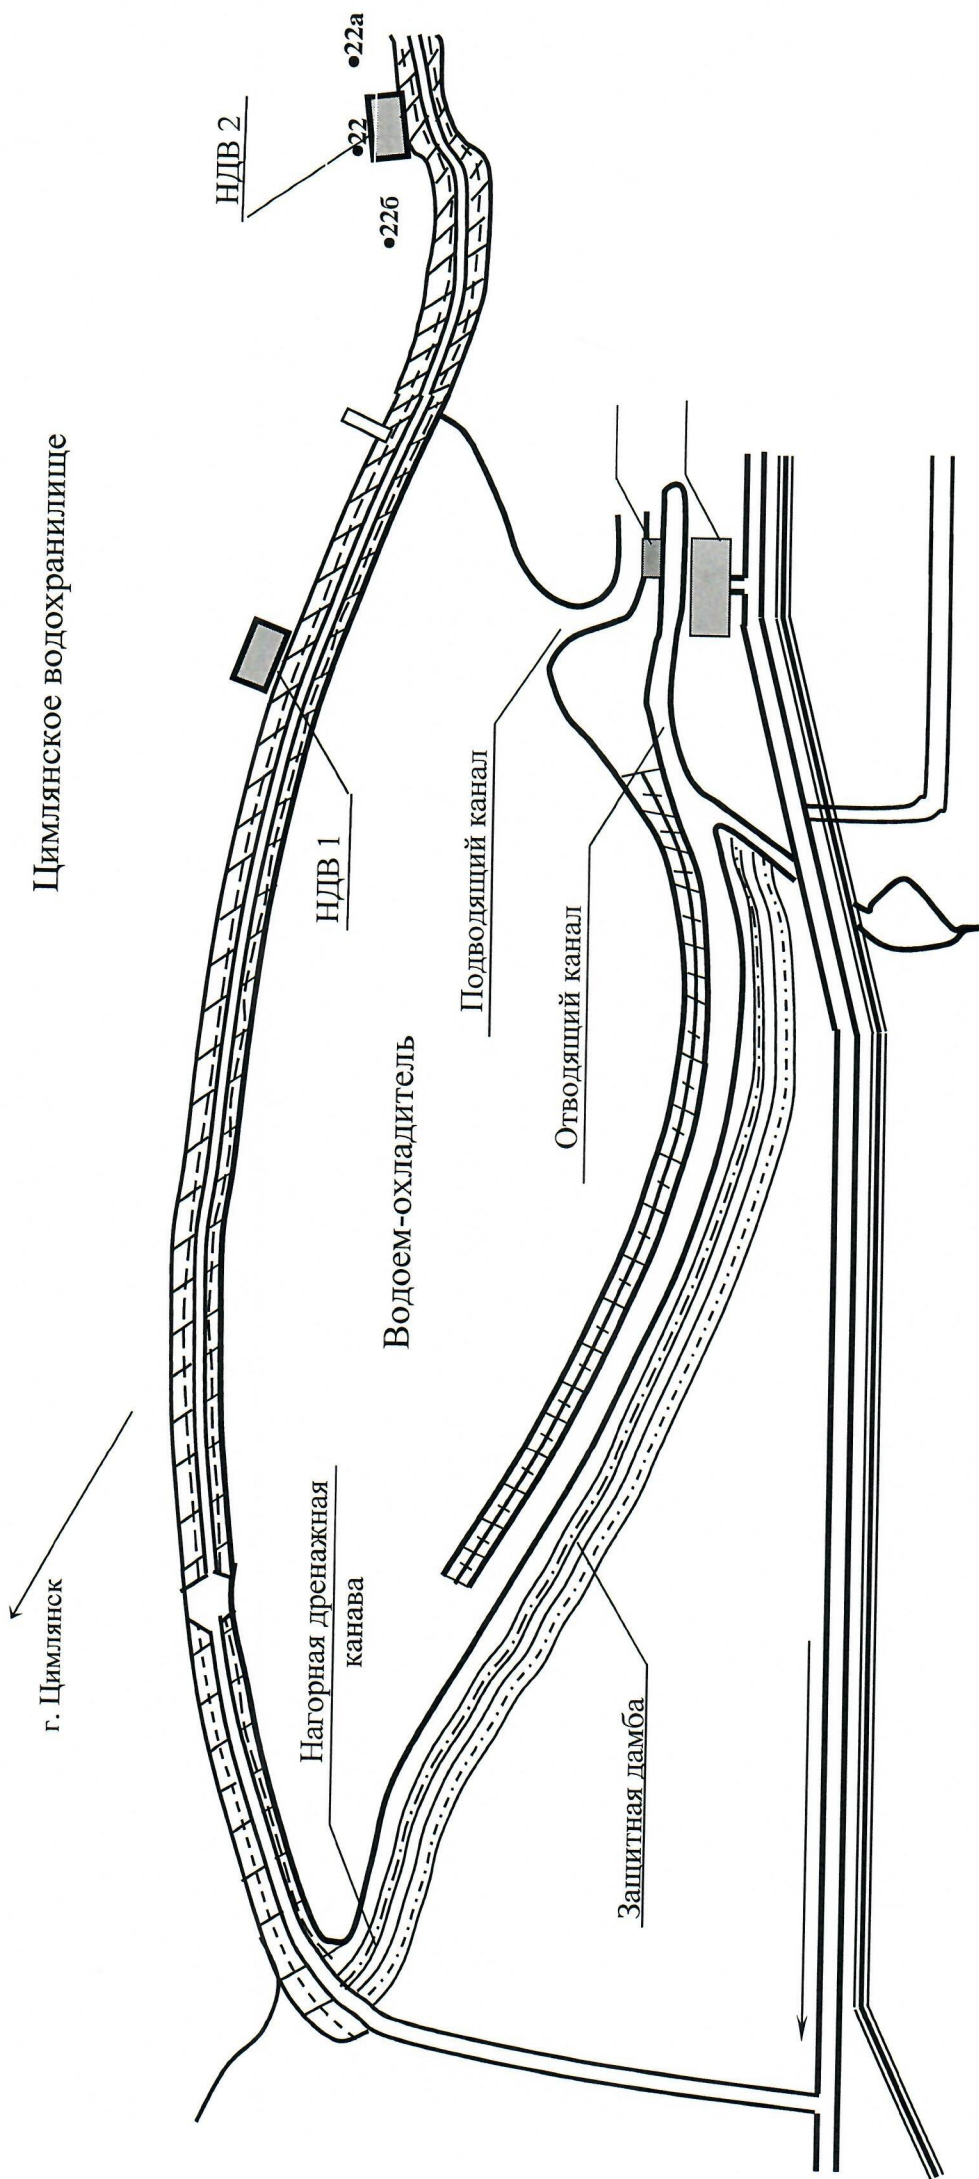 г. Цимлянск
Цимлянское водохранилище
НДВ 2
•22а
•22
•22б
НДВ 1
Водоем-охладитель
Подводящий канал
Отводящий канал
Нагорная дренажная
канава
Защитная дамба